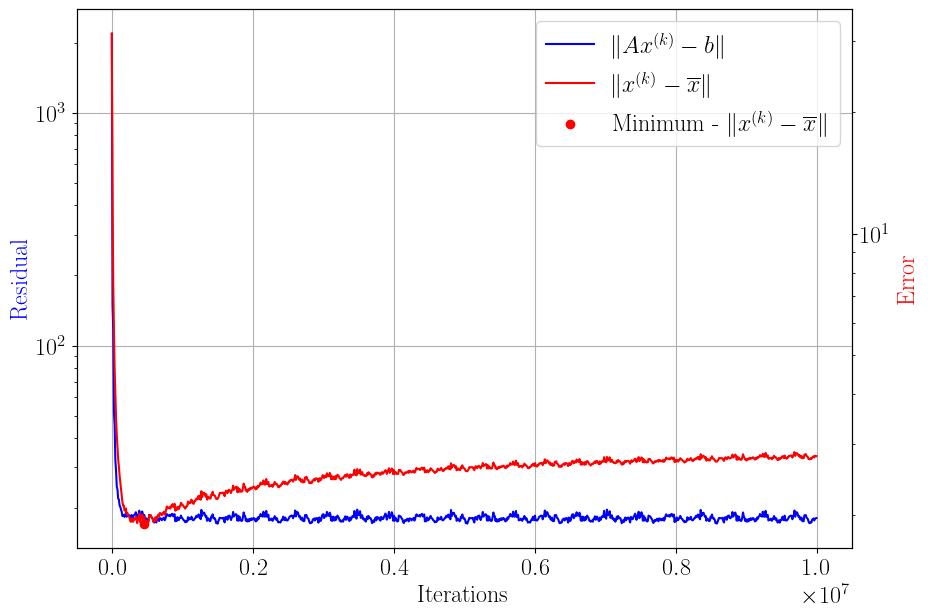 ‖Ax^(k) − b‖
‖x^(k) − x̄‖
Minimum - ‖x^(k) − x̄‖
10^3
10^2
Residual
10^1
Error
0.0 0.2 0.4 0.6 0.8 1.0
Iterations
×10^7